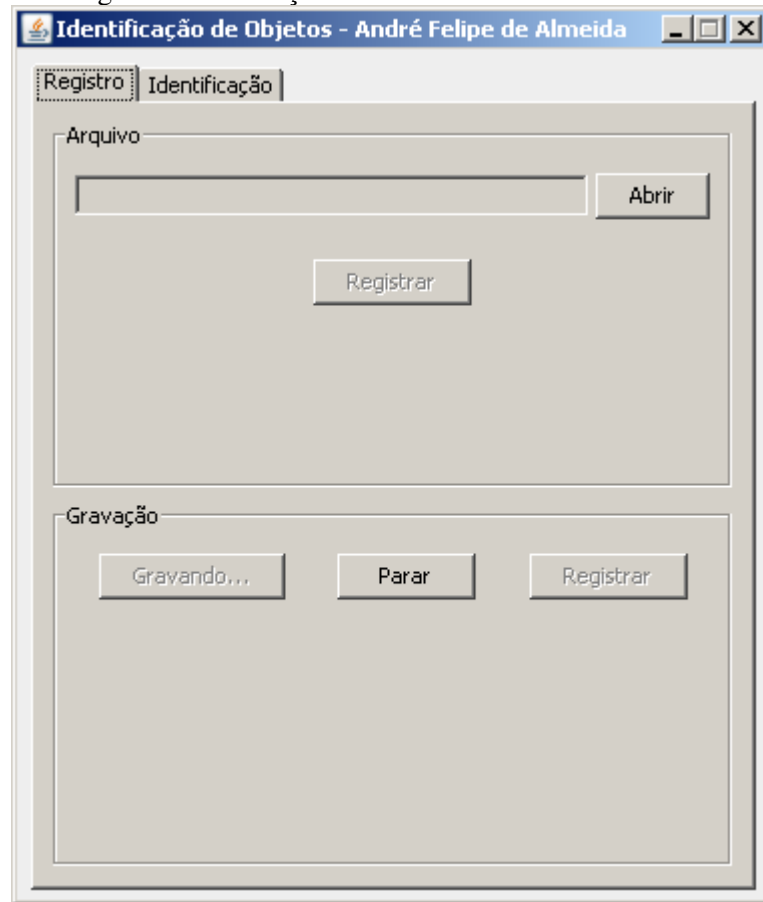 Identificação de Objetos - André Felipe de Almeida
Registro Identificação
Arquivo
Abrir
Registrar
Gravação
Gravando... Parar Registrar